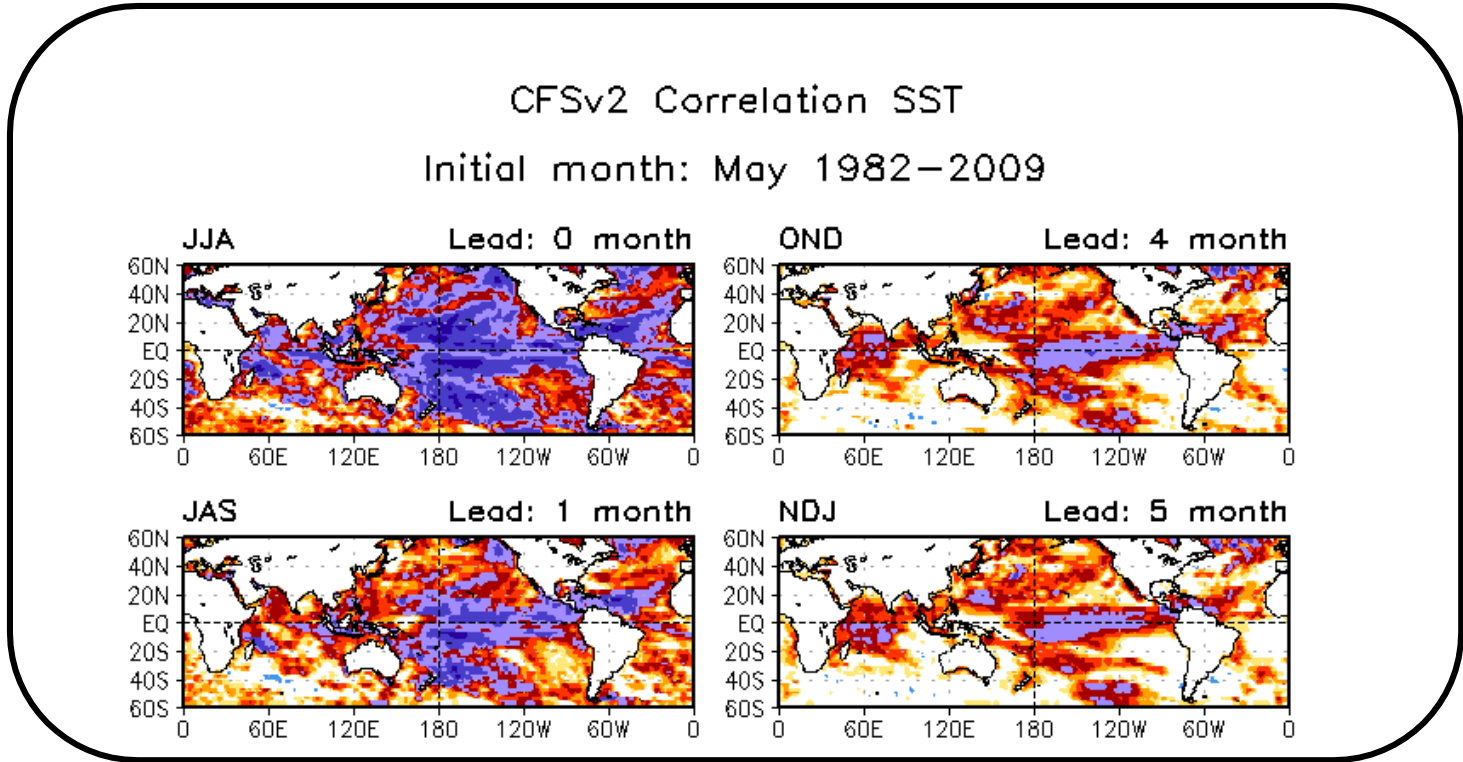 CFSv2 Correlation SST
Initial month: May 1982-2009
JJA Lead: 0 month
60N
40N
20N
EQ
20S
40S
60S
0 60E 120E 180 120W 60W 0
OND Lead: 4 month
60N
40N
20N
EQ
20S
40S
60S
0 60E 120E 180 120W 60W 0
JAS Lead: 1 month
60N
40N
20N
EQ
20S
40S
60S
0 60E 120E 180 120W 60W 0
NDJ Lead: 5 month
60N
40N
20N
EQ
20S
40S
60S
0 60E 120E 180 120W 60W 0